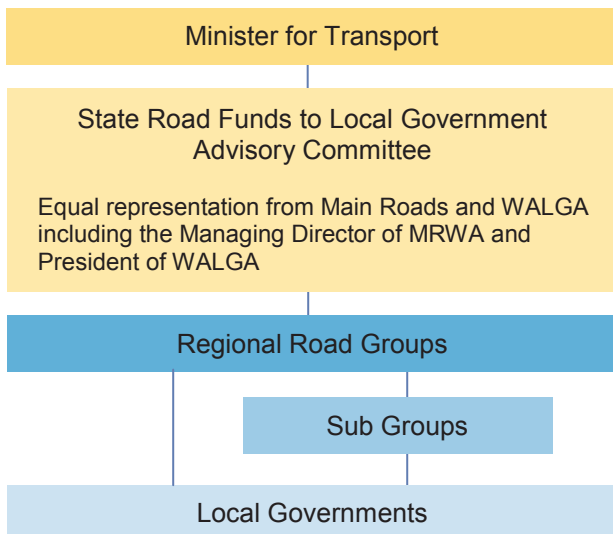 Minister for Transport
State Road Funds to Local Government
Advisory Committee
Equal representation from Main Roads and WALGA
including the Managing Director of MRWA and
President of WALGA
Regional Road Groups
Sub Groups
Local Governments